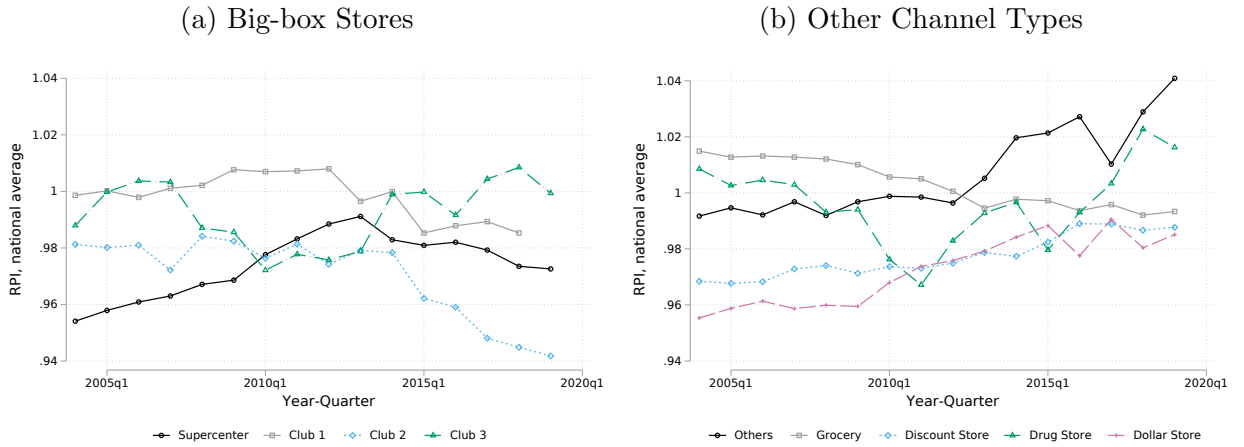 (a) Big-box Stores
1.04
1.02
1
.98
.96
.94
RPI, national average
2005q1 2010q1 2015q1 2020q1
Year-Quarter
Supercenter Club 1 Club 2 Club 3
(b) Other Channel Types
1.04
1.02
1
.98
.96
.94
RPI, national average
2005q1 2010q1 2015q1 2020q1
Year-Quarter
Others Grocery Discount Store Drug Store Dollar Store